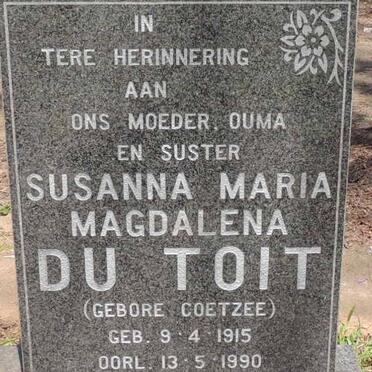 IN
TERE HERINNERING
AAN
ONS MOEDER, OUMA
EN SUSTER
SUSANNA MARIA
MAGDALENA
DU TOIT
(GEBORE COETZEE)
GEB. 9·4·1915
OORL. 13·5·1990